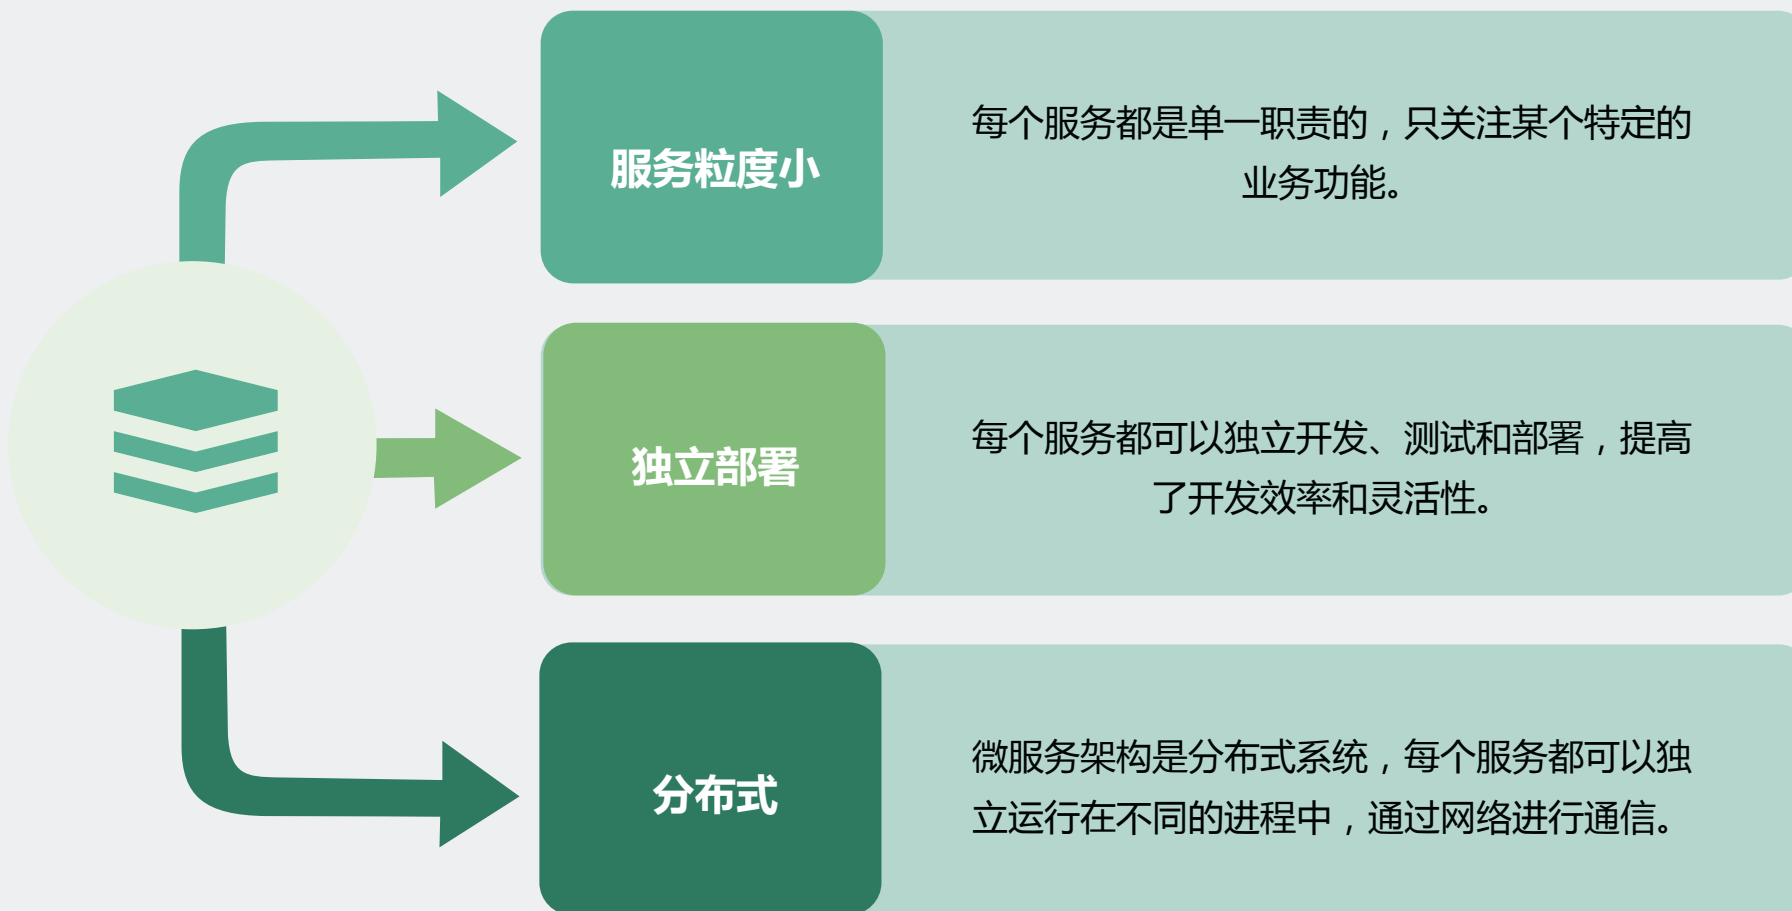 服务粒度小
每个服务都是单一职责的，只关注某个特定的
业务功能。
独立部署
每个服务都可以独立开发、测试和部署，提高
了开发效率和灵活性。
分布式
微服务架构是分布式系统，每个服务都可以独
立运行在不同的进程中，通过网络进行通信。